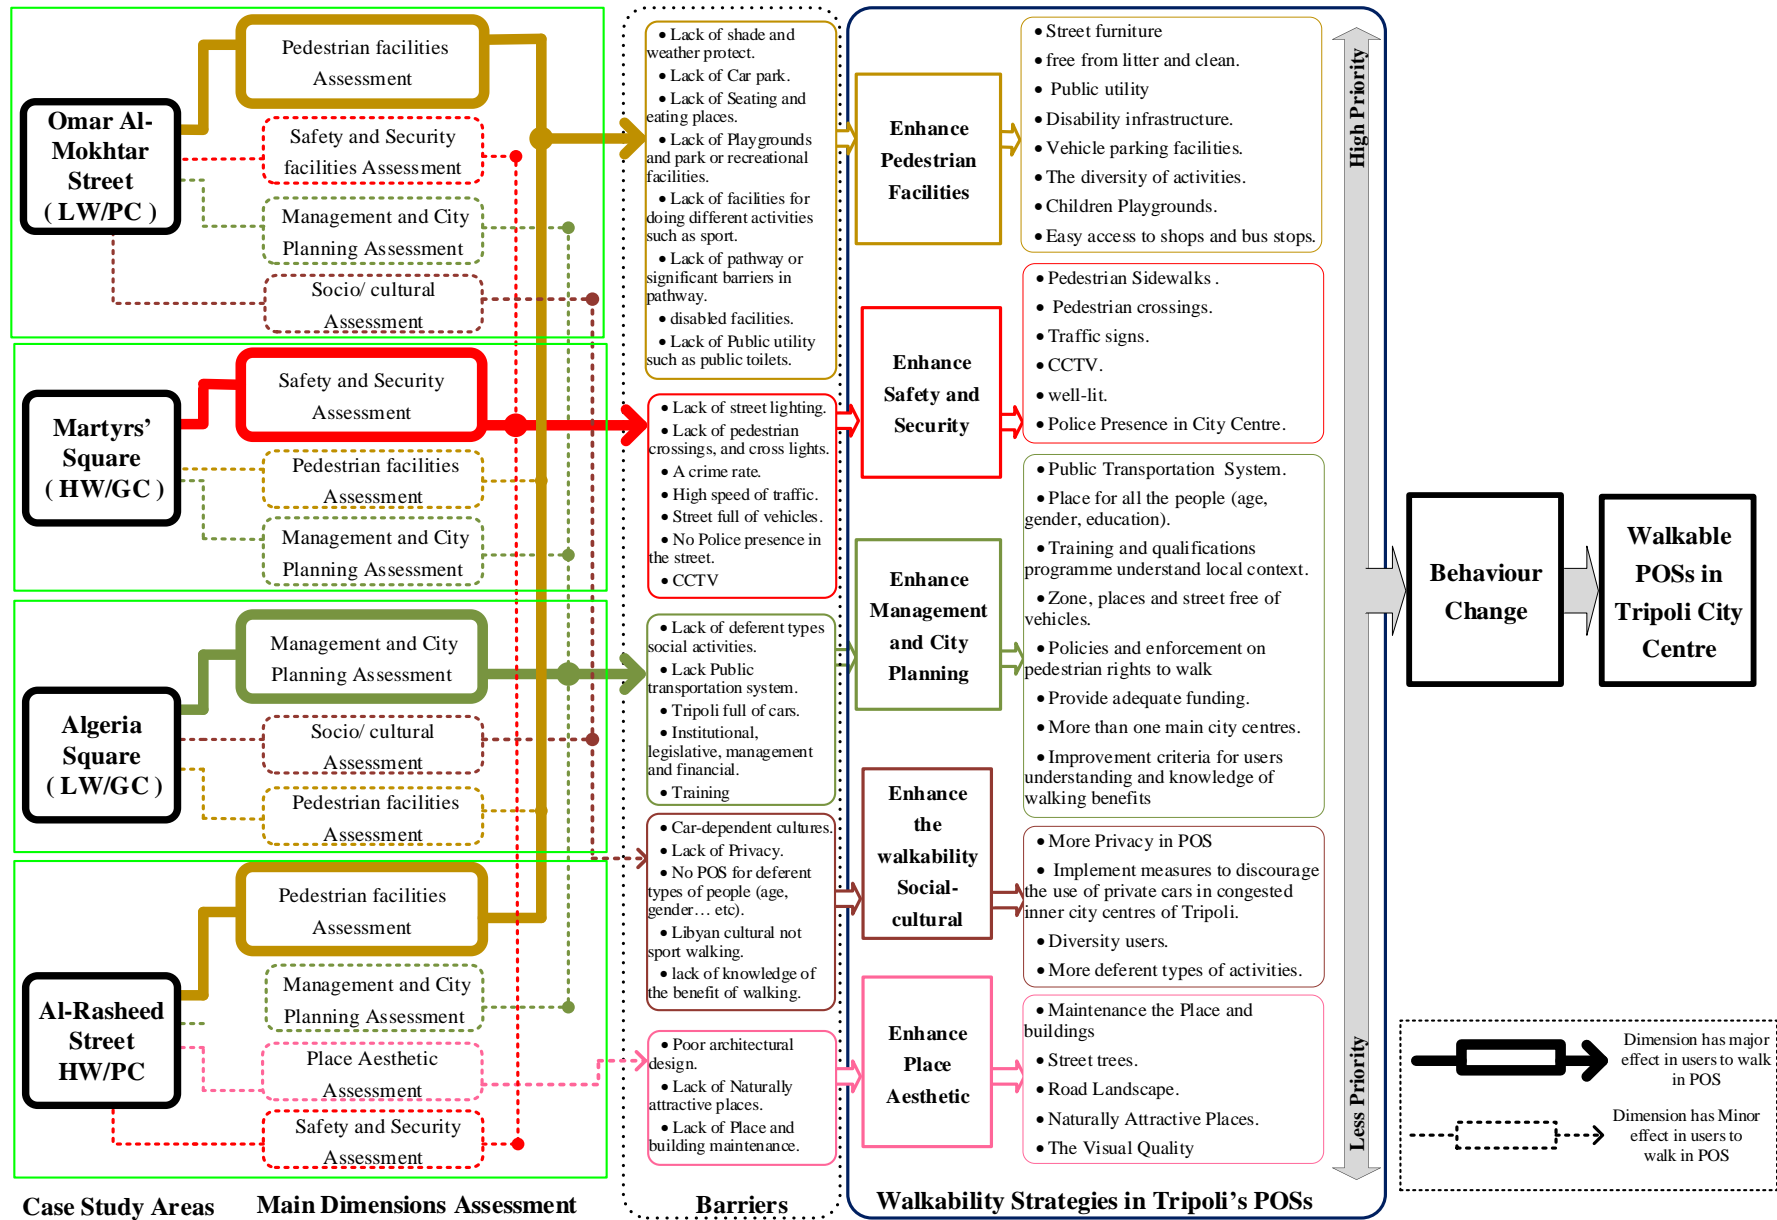 Omar Al-
Mokhtar
Street
( LW/PC )
Pedestrian facilities
Assessment
Safety and Security
facilities Assessment
Management and City
Planning Assessment
Socio/ cultural
Assessment
Martyrs'
Square
( HW/GC )
Safety and Security
Assessment
Pedestrian facilities
Assessment
Management and City
Planning Assessment
Algeria
Square
( LW/GC )
Management and City
Planning Assessment
Socio/ cultural
Assessment
Pedestrian facilities
Assessment
Al-Rasheed
Street
HW/PC
Pedestrian facilities
Assessment
Management and City
Planning Assessment
Place Aesthetic
Assessment
Safety and Security
Assessment
Case Study Areas
Main Dimensions Assessment
• Lack of shade and
weather protect.
• Lack of Car park.
• Lack of Seating and
eating places.
• Lack of Playgrounds
and park or recreational
facilities.
• Lack of facilities for
doing different activities
such as sport.
• Lack of pathway or
significant barriers in
pathway.
• disabled facilities.
• Lack of Public utility
such as public toilets.
• Lack of street lighting.
• Lack of pedestrian
crossings, and cross lights.
• A crime rate.
• High speed of traffic.
• Street full of vehicles.
• No Police presence in
the street.
• CCTV
• Lack of deferent types
social activities.
• Lack Public
transportation system.
• Tripoli full of cars.
• Institutional,
legislative, management
and financial.
• Training
• Car-dependent cultures.
• Lack of Privacy.
• No POS for deferent
types of people (age,
gender… etc).
• Libyan cultural not
sport walking.
• lack of knowledge of
the benefit of walking.
• Poor architectural
design.
• Lack of Naturally
attractive places.
• Lack of Place and
building maintenance.
Barriers
Enhance
Pedestrian
Facilities
• Street furniture
• free from litter and clean.
• Public utility
• Disability infrastructure.
• Vehicle parking facilities.
• The diversity of activities.
• Children Playgrounds.
• Easy access to shops and bus stops.
Enhance
Safety and
Security
• Pedestrian Sidewalks .
• Pedestrian crossings.
• Traffic signs.
• CCTV.
• well-lit.
• Police Presence in City Centre.
Enhance
Management
and City
Planning
• Public Transportation System.
• Place for all the people (age,
gender, education).
• Training and qualifications
programme understand local context.
• Zone, places and street free of
vehicles.
• Policies and enforcement on
pedestrian rights to walk
• Provide adequate funding.
• More than one main city centres.
• Improvement criteria for users
understanding and knowledge of
walking benefits
Enhance
the
walkability
Social-
cultural
• More Privacy in POS
• Implement measures to discourage
the use of private cars in congested
inner city centres of Tripoli.
• Diversity users.
• More deferent types of activities.
Enhance
Place
Aesthetic
• Maintenance the Place and
buildings
• Street trees.
• Road Landscape.
• Naturally Attractive Places.
• The Visual Quality
Walkability Strategies in Tripoli's POSs
High Priority
Less Priority
Behaviour
Change
Walkable
POSs in
Tripoli City
Centre
Dimension has major
effect in users to walk
in POS
Dimension has Minor
effect in users to
walk in POS